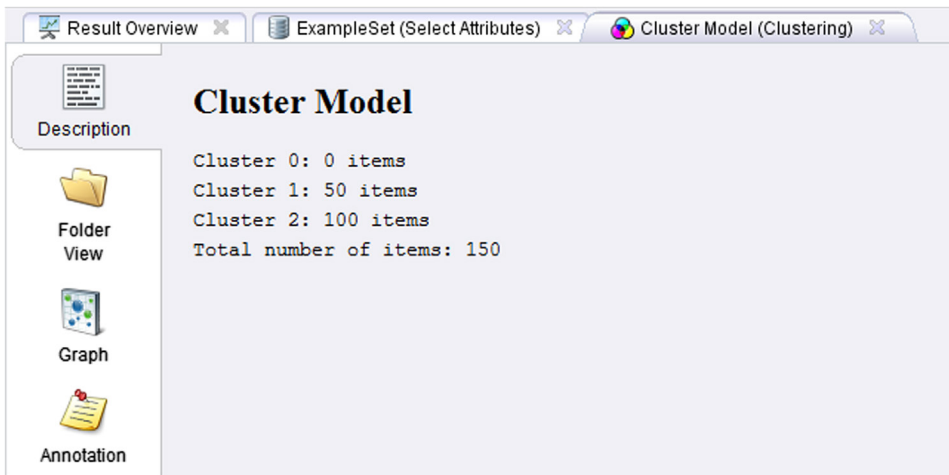 Result Overview
ExampleSet (Select Attributes)
Cluster Model (Clustering)
Description
Folder
View
Graph
Annotation
Cluster Model
Cluster 0: 0 items
Cluster 1: 50 items
Cluster 2: 100 items
Total number of items: 150